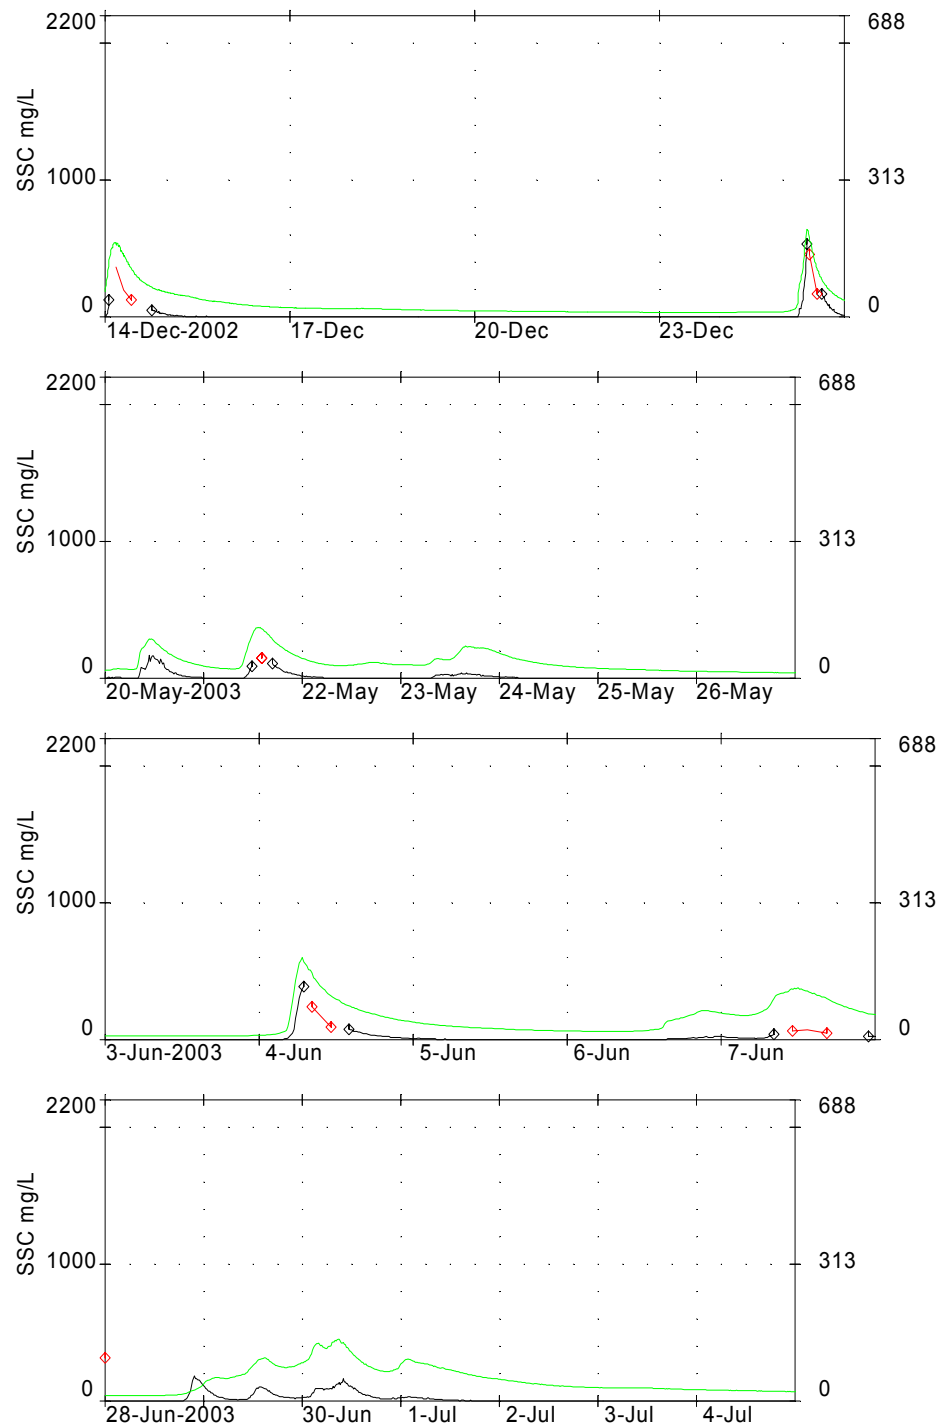 2200 688
SSC mg/L
1000 313
0 0
14-Dec-2002 17-Dec 20-Dec 23-Dec
2200 688
SSC mg/L
1000 313
0 0
20-May-2003 22-May 23-May 24-May 25-May 26-May
2200 688
SSC mg/L
1000 313
0 0
3-Jun-2003 4-Jun 5-Jun 6-Jun 7-Jun
2200 688
SSC mg/L
1000 313
0 0
28-Jun-2003 30-Jun 1-Jul 2-Jul 3-Jul 4-Jul